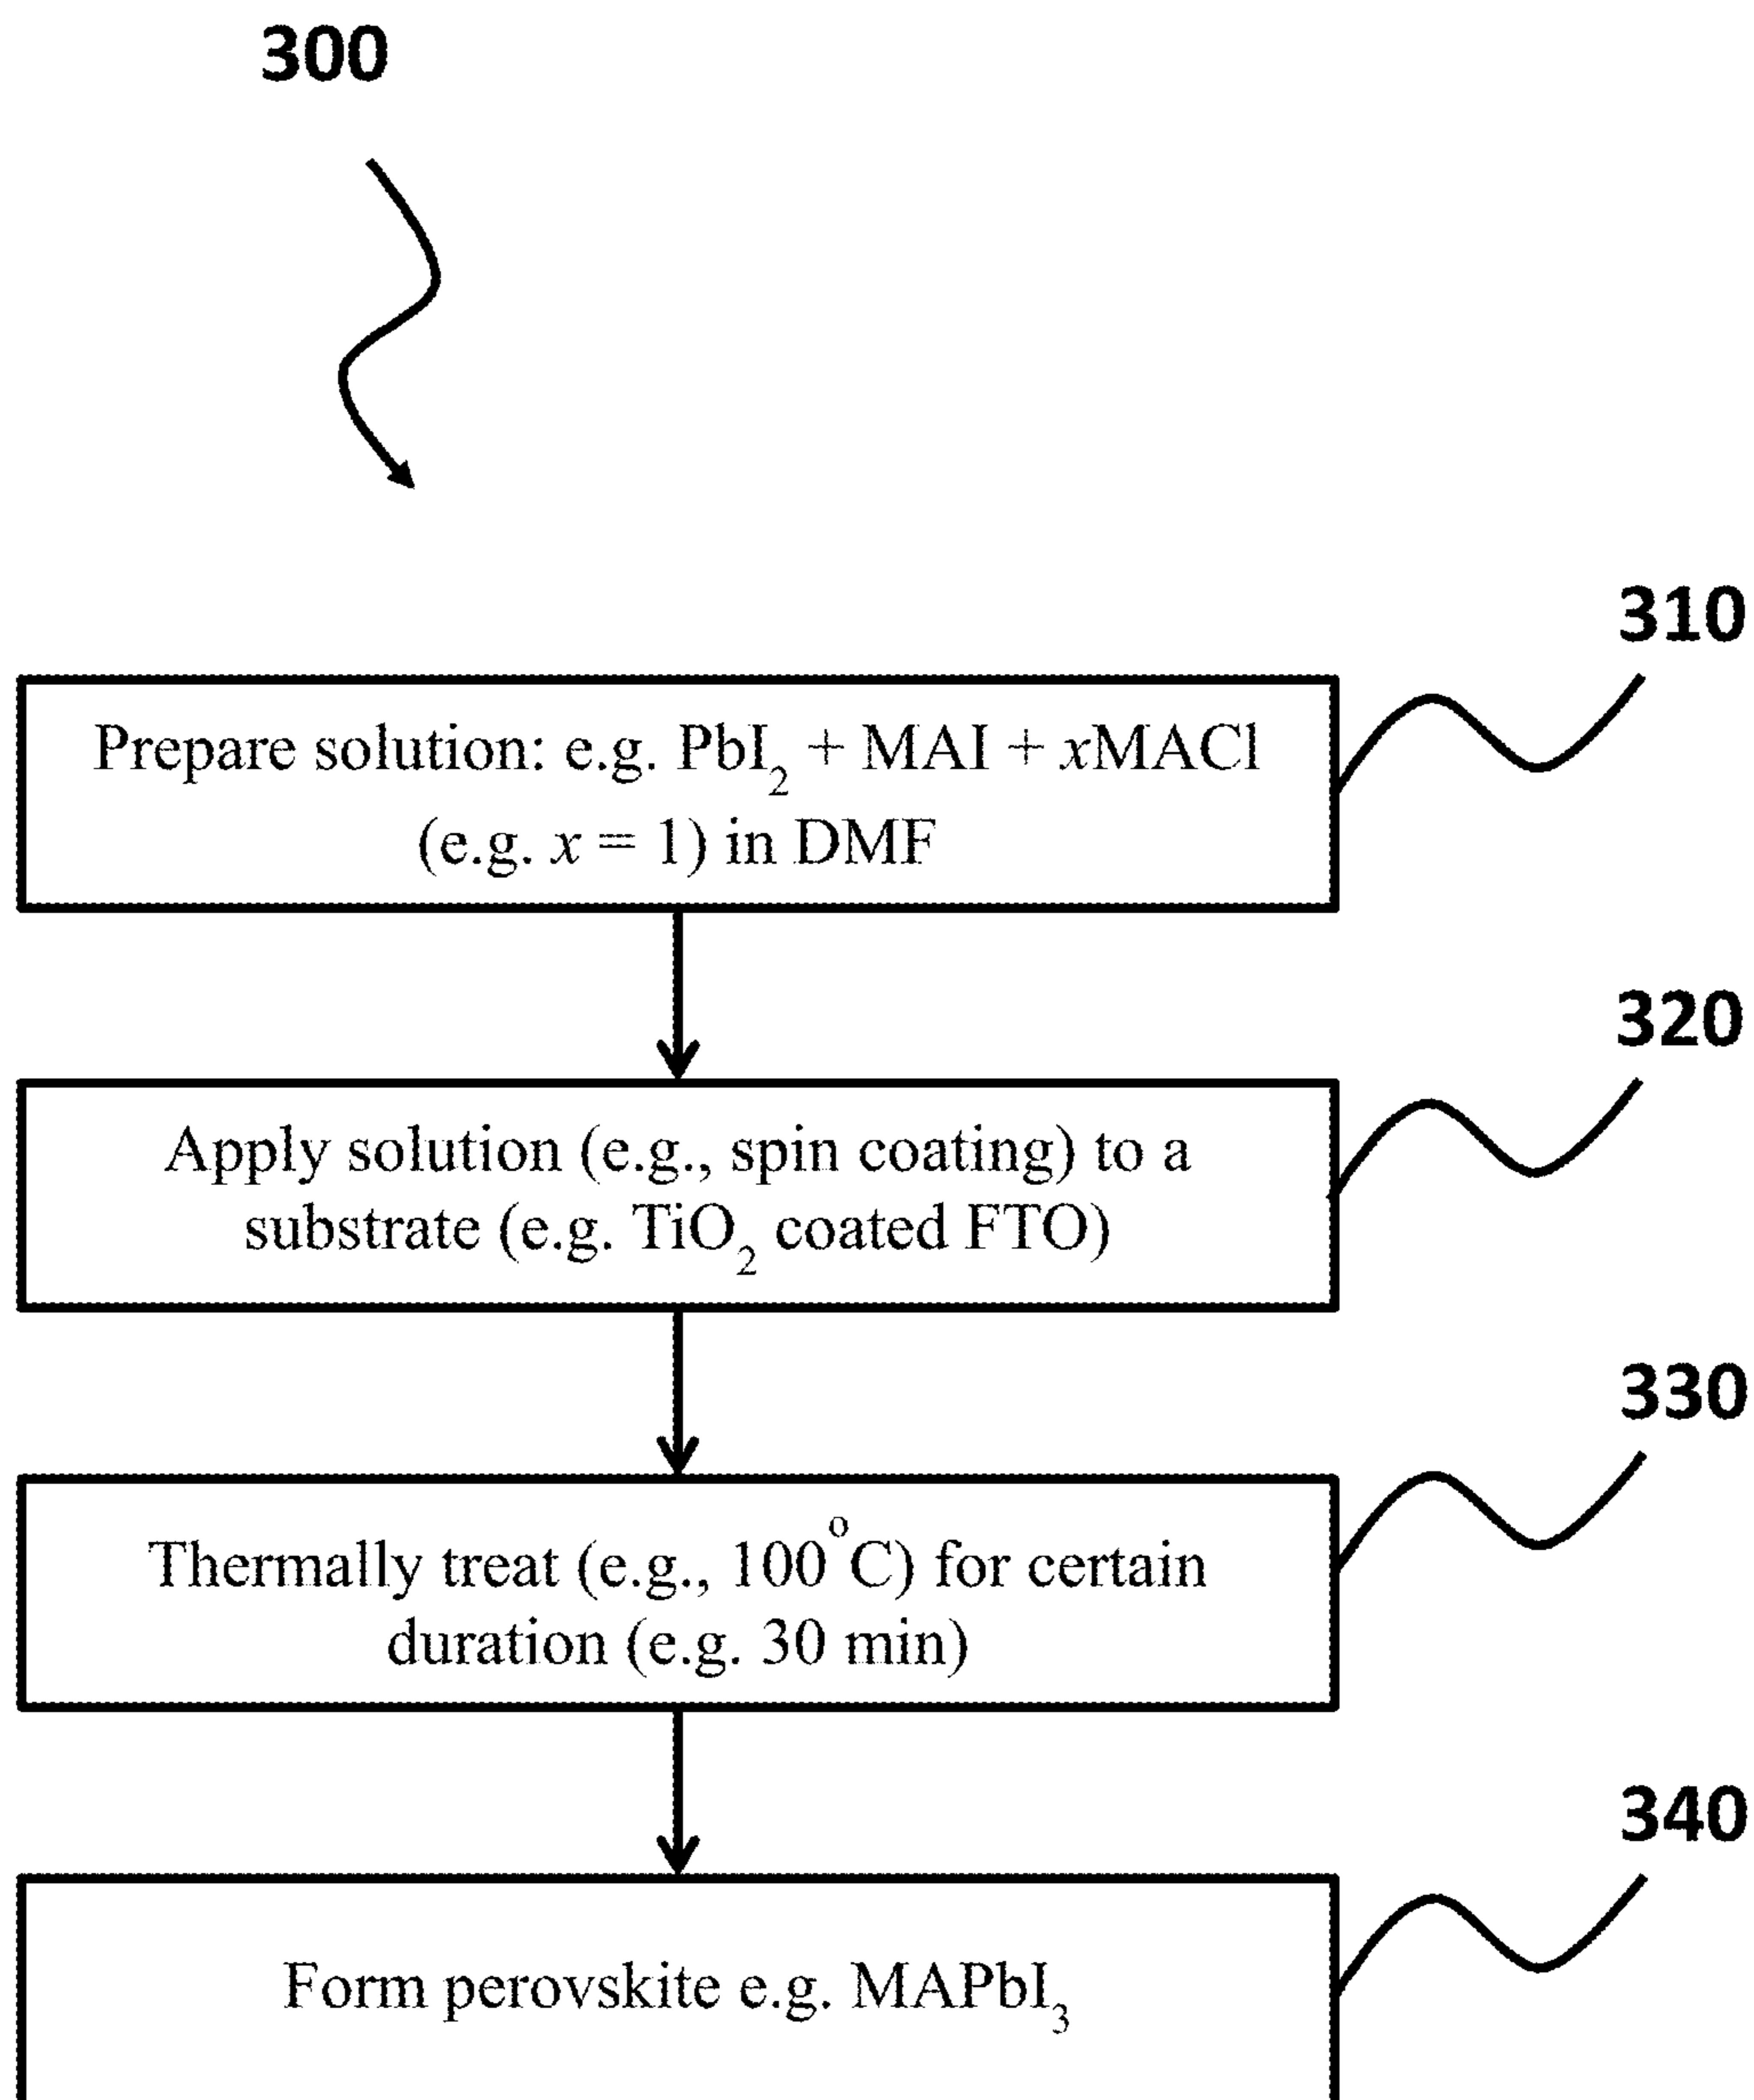 300
310
Prepare solution: e.g. PbI₂ + MAI + xMACl
(e.g. x = 1) in DMF
320
Apply solution (e.g., spin coating) to a
substrate (e.g. TiO₂ coated FTO)
330
Thermally treat (e.g., 100°C) for certain
duration (e.g. 30 min)
340
Form perovskite e.g. MAPbI₃